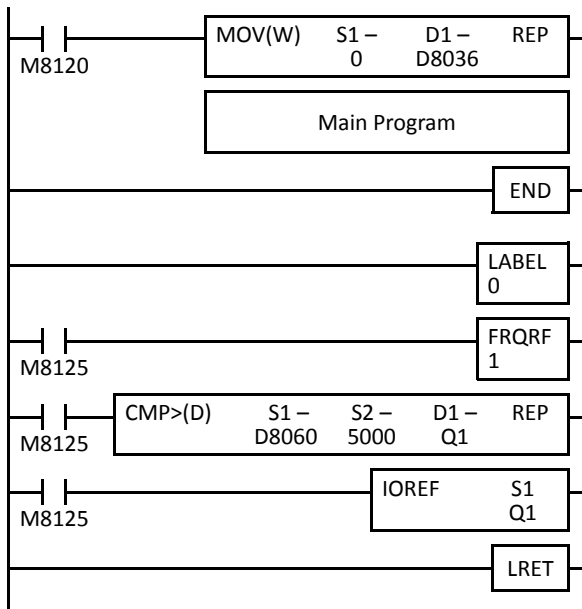 MOV(W) S1 – D1 – REP
M8120 0 D8036
Main Program
END
LABEL
0
FRQRF
M8125 1
CMP>(D) S1 – S2 – D1 – REP
M8125 D8060 5000 Q1
IOREF S1
M8125 Q1
LRET